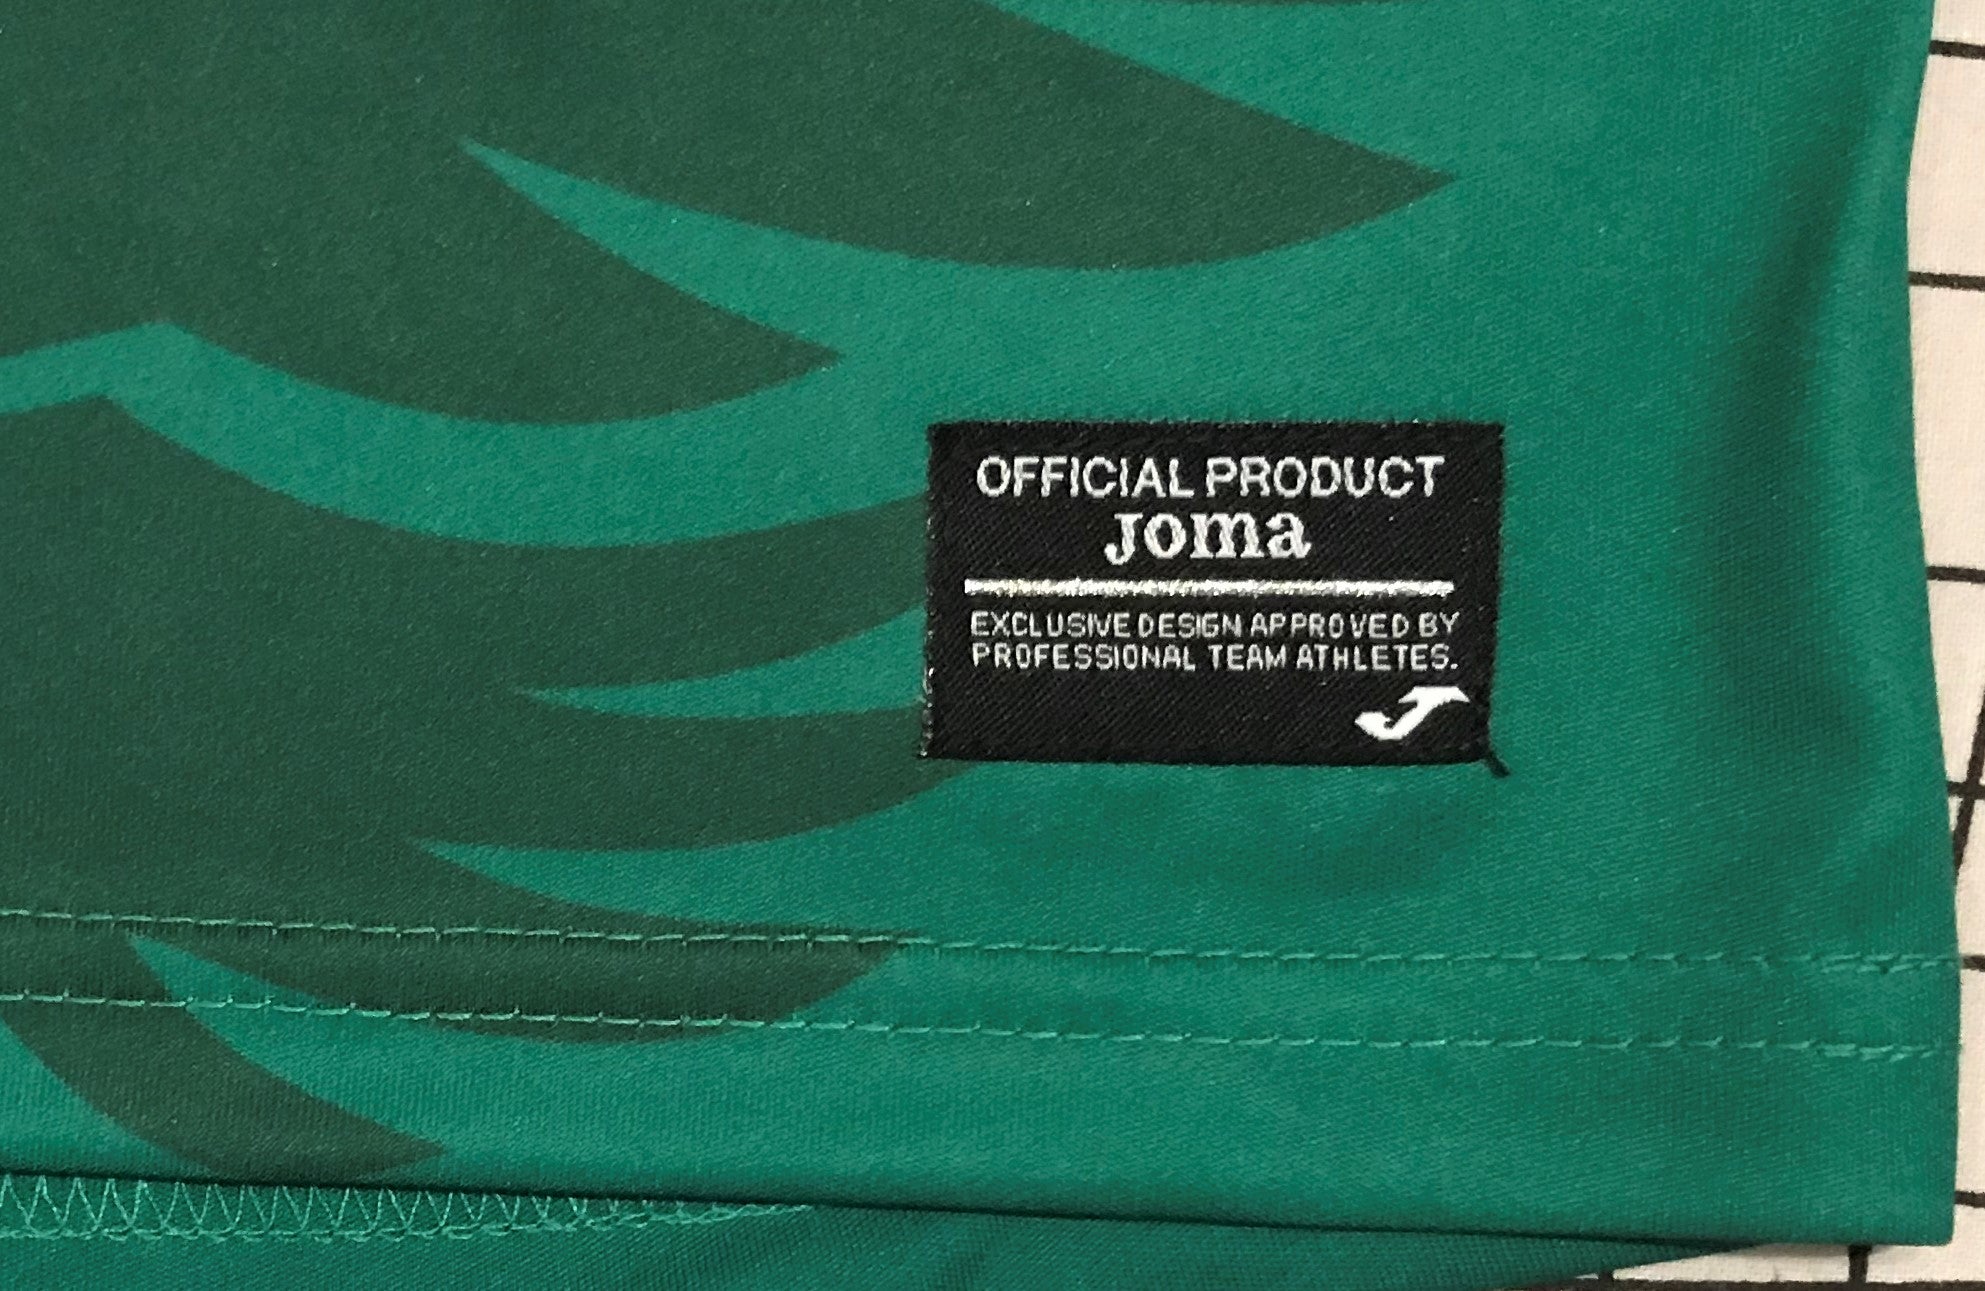 OFFICIAL PRODUCT
Joma
EXCLUSIVE DESIGN APPROVED BY
PROFESSIONAL TEAM ATHLETES.